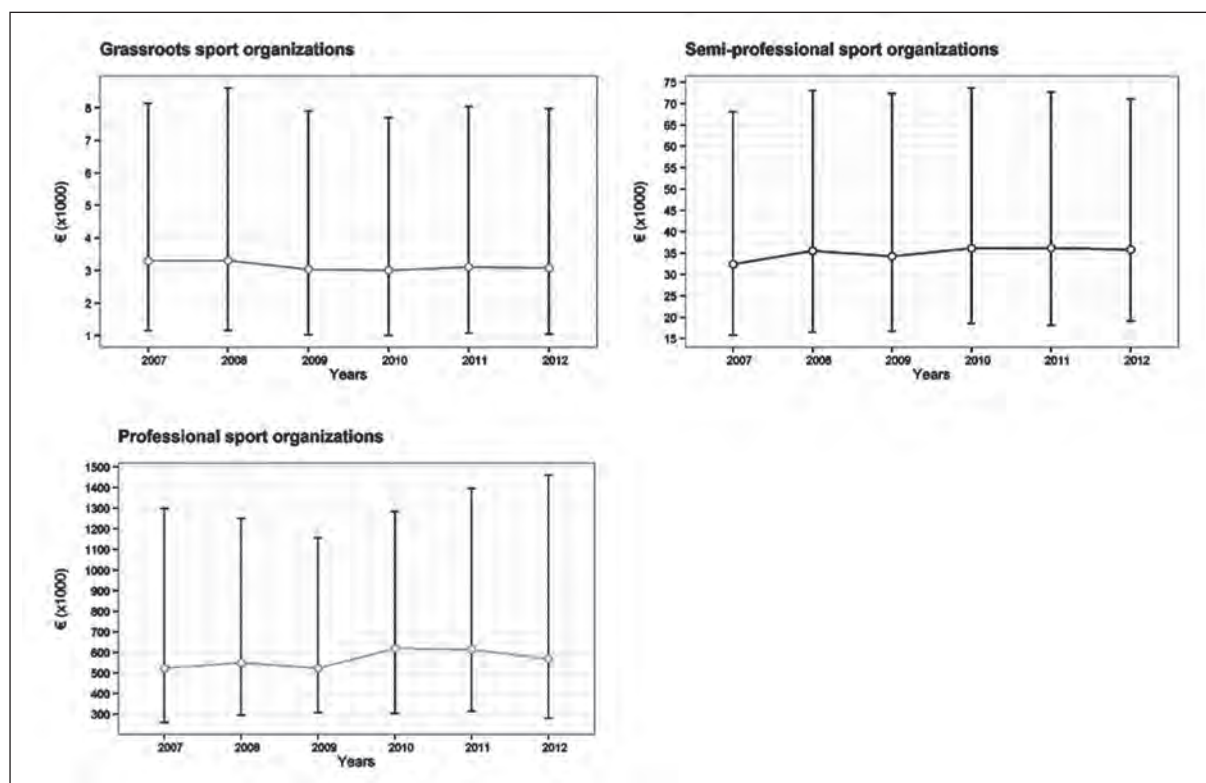 Grassroots sport organizations
8
7
6
5
4
3
2
1
€ (x1000)
2007 2008 2009 2010 2011 2012
Years
Semi-professional sport organizations
75
70
65
60
55
50
45
40
35
30
25
20
15
€ (x1000)
2007 2008 2009 2010 2011 2012
Years
Professional sport organizations
1500
1400
1300
1200
1100
1000
900
800
700
600
500
400
300
€ (x1000)
2007 2008 2009 2010 2011 2012
Years